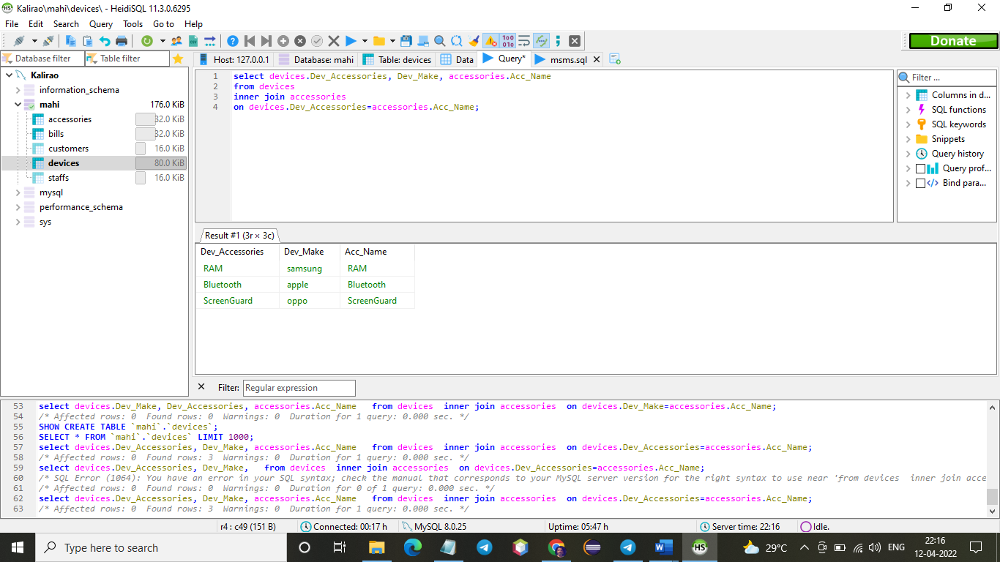 Kalirao\mahi\devices\ - HeidiSQL 11.3.0.6295
File Edit Search Query Tools Go to Help
Donate
Database filter Table filter
Host: 127.0.0.1 Database: mahi Table: devices Data Query* msms.sql
Kalirao
information_schema
mahi 176.0 KiB
accessories 32.0 KiB
bills 32.0 KiB
customers 16.0 KiB
devices 80.0 KiB
staffs 16.0 KiB
mysql
performance_schema
sys
1 select devices.Dev_Accessories, Dev_Make, accessories.Acc_Name
2 from devices
3 inner join accessories
4 on devices.Dev_Accessories=accessories.Acc_Name;
Filter ...
Columns in d...
SQL functions
SQL keywords
Snippets
Query history
Query prof...
Bind para...
Result #1 (3r × 3c)
Dev_Accessories Dev_Make Acc_Name
RAM samsung RAM
Bluetooth apple Bluetooth
ScreenGuard oppo ScreenGuard
Filter: Regular expression
53 select devices.Dev_Make, Dev_Accessories, accessories.Acc_Name from devices inner join accessories on devices.Dev_Make=accessories.Acc_Name;
54 /* Affected rows: 0 Found rows: 0 Warnings: 0 Duration for 1 query: 0.000 sec. */
55 SHOW CREATE TABLE `mahi`.`devices`;
56 SELECT * FROM `mahi`.`devices` LIMIT 1000;
57 select devices.Dev_Accessories, Dev_Make, accessories.Acc_Name from devices inner join accessories on devices.Dev_Accessories=accessories.Acc_Name;
58 /* Affected rows: 0 Found rows: 3 Warnings: 0 Duration for 1 query: 0.000 sec. */
59 select devices.Dev_Accessories, Dev_Make, from devices inner join accessories on devices.Dev_Accessories=accessories.Acc_Name;
60 /* SQL Error (1064): You have an error in your SQL syntax; check the manual that corresponds to your MySQL server version for the right syntax to use near 'from devices inner join acce
61 /* Affected rows: 0 Found rows: 0 Warnings: 0 Duration for 0 of 1 query: 0.000 sec. */
62 select devices.Dev_Accessories, Dev_Make, accessories.Acc_Name from devices inner join accessories on devices.Dev_Accessories=accessories.Acc_Name;
63 /* Affected rows: 0 Found rows: 3 Warnings: 0 Duration for 1 query: 0.000 sec. */
r4 : c49 (151 B) Connected: 00:17 h MySQL 8.0.25 Uptime: 05:47 h Server time: 22:16 Idle.
Type here to search
HS
29°C
ENG
22:16
12-04-2022